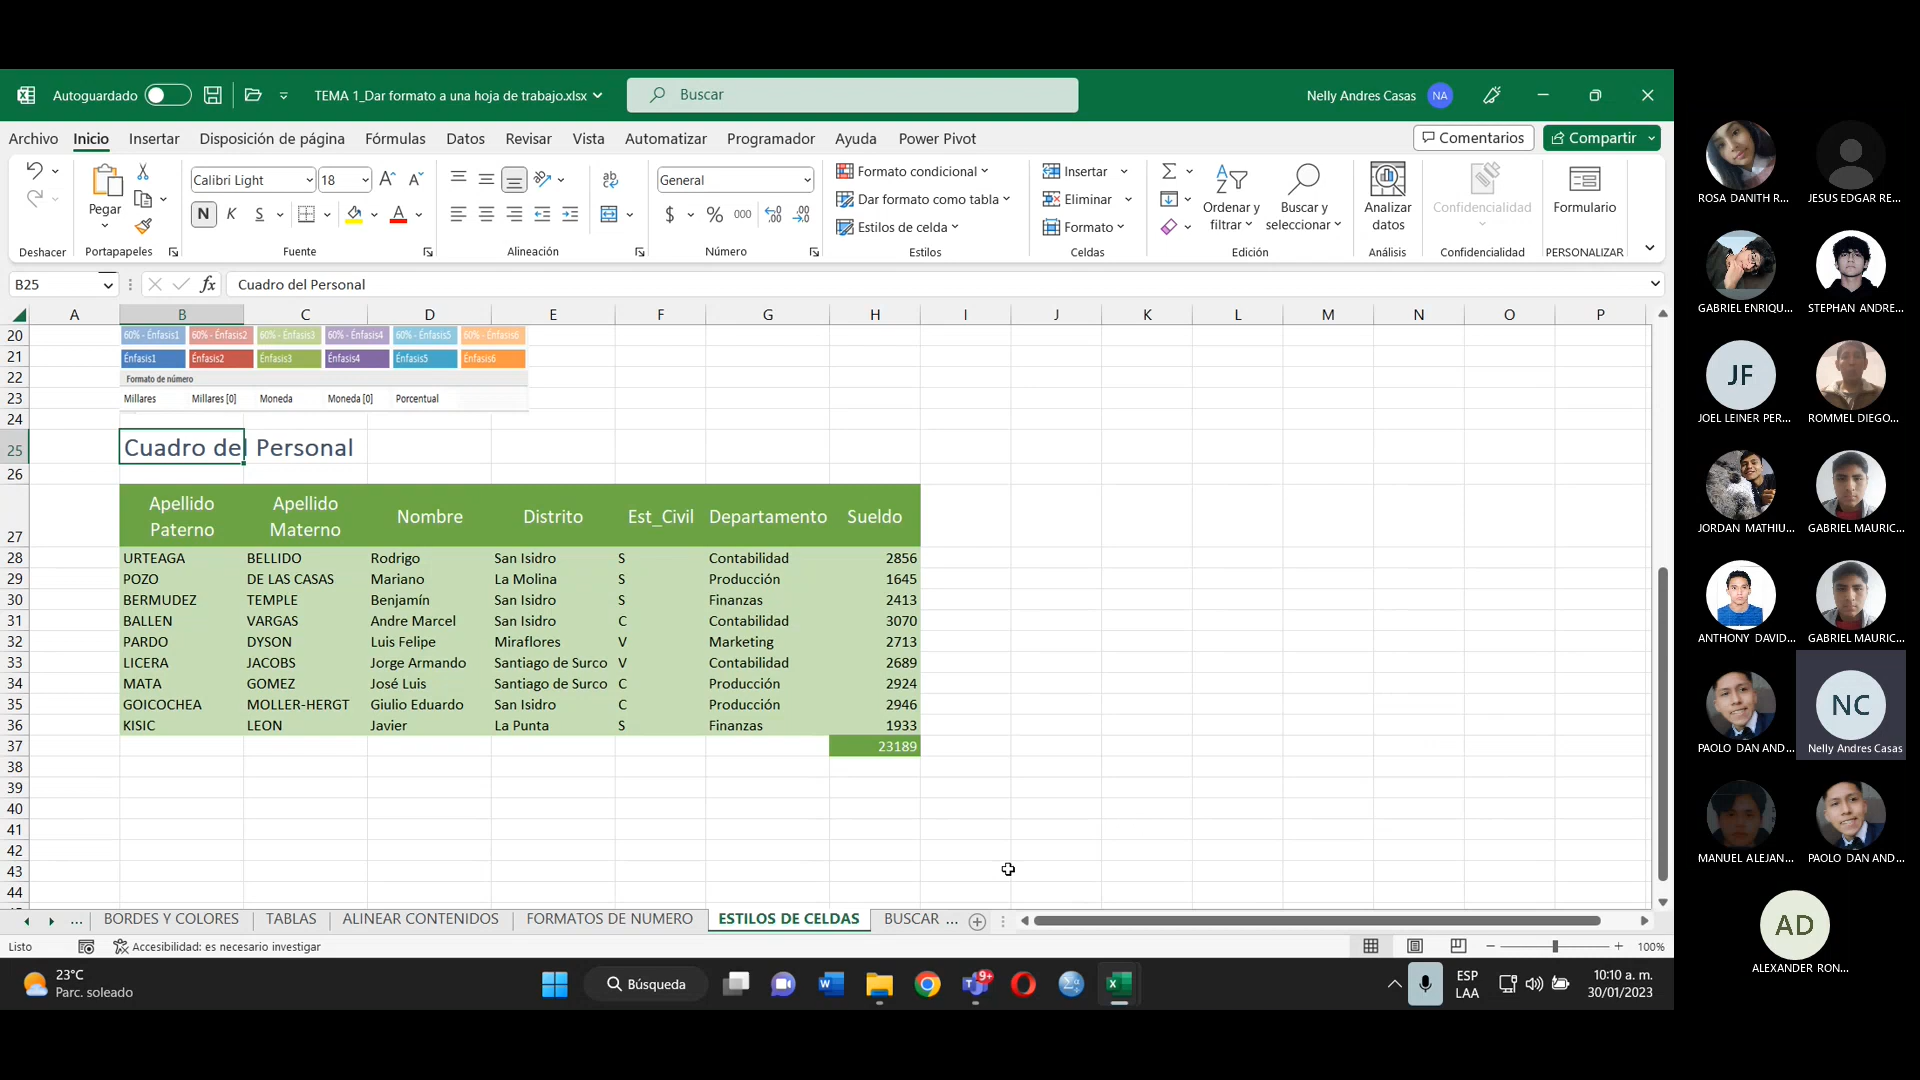 Autoguardado
TEMA 1_Dar formato a una hoja de trabajo.xlsx
Buscar
Nelly Andres Casas
NA
Archivo Inicio Insertar Disposición de página Fórmulas Datos Revisar Vista Automatizar Programador Ayuda Power Pivot
Comentarios
Compartir
Pegar
Calibri Light 18
N K S
General
$ % 000
Formato condicional
Dar formato como tabla
Estilos de celda
Insertar
Eliminar
Formato
Ordenar y filtrar
Buscar y seleccionar
Analizar datos
Confidencialidad
Formulario
Deshacer Portapapeles Fuente Alineación Número Estilos Celdas Edición Análisis Confidencialidad PERSONALIZAR
B25 fx Cuadro del Personal
A B C D E F G H I J K L M N O P
20 60% - Énfasis1 60% - Énfasis2 60% - Énfasis3 60% - Énfasis4 60% - Énfasis5 60% - Énfasis6
21 Énfasis1 Énfasis2 Énfasis3 Énfasis4 Énfasis5 Énfasis6
22 Formato de número
23 Millares Millares [0] Moneda Moneda [0] Porcentual
24
25 Cuadro del Personal
26
27 Apellido Paterno Apellido Materno Nombre Distrito Est_Civil Departamento Sueldo
28 URTEAGA BELLIDO Rodrigo San Isidro S Contabilidad 2856
29 POZO DE LAS CASAS Mariano La Molina S Producción 1645
30 BERMUDEZ TEMPLE Benjamín San Isidro S Finanzas 2413
31 BALLEN VARGAS Andre Marcel San Isidro C Contabilidad 3070
32 PARDO DYSON Luis Felipe Miraflores V Marketing 2713
33 LICERA JACOBS Jorge Armando Santiago de Surco V Contabilidad 2689
34 MATA GOMEZ José Luis Santiago de Surco C Producción 2924
35 GOICOCHEA MOLLER-HERGT Giulio Eduardo San Isidro C Producción 2946
36 KISIC LEON Javier La Punta S Finanzas 1933
37 23189
38
39
40
41
42
43
44
... BORDES Y COLORES TABLAS ALINEAR CONTENIDOS FORMATOS DE NUMERO ESTILOS DE CELDAS BUSCAR ...
Listo
Accesibilidad: es necesario investigar
100%
23°C
Parc. soleado
Búsqueda
9+
ESP
LAA
10:10 a. m.
30/01/2023
ROSA DANITH R...
JESUS EDGAR RE...
GABRIEL ENRIQU...
STEPHAN ANDRE...
JF
JOEL LEINER PER...
ROMMEL DIEGO...
JORDAN MATHIU...
GABRIEL MAURIC...
ANTHONY DAVID...
GABRIEL MAURIC...
PAOLO DAN AND...
NC
Nelly Andres Casas
MANUEL ALEJAN...
PAOLO DAN AND...
AD
ALEXANDER RON...